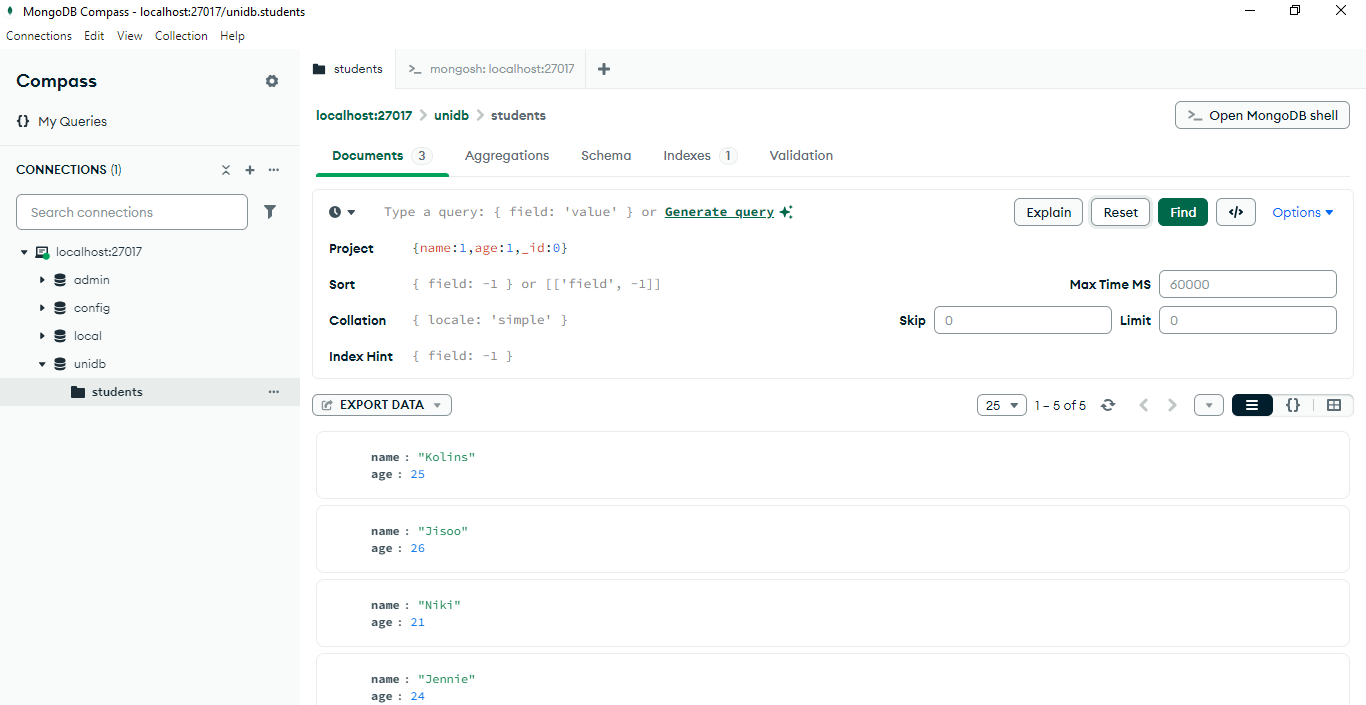 MongoDB Compass - localhost:27017/unidb.students
Connections Edit View Collection Help
Compass
{} My Queries
CONNECTIONS (1)
Search connections
localhost:27017
admin
config
local
unidb
students
students
>_ mongosh: localhost:27017
localhost:27017 > unidb > students
>_ Open MongoDB shell
Documents 3 Aggregations Schema Indexes 1 Validation
Type a query: { field: 'value' } or Generate query
Explain Reset Find </> Options
Project {name:1,age:1,_id:0}
Sort { field: -1 } or [['field', -1]]
Max Time MS 60000
Collation { locale: 'simple' }
Skip 0 Limit 0
Index Hint { field: -1 }
EXPORT DATA
25 1 – 5 of 5
{}
name : "Kolins"
age : 25
name : "Jisoo"
age : 26
name : "Niki"
age : 21
name : "Jennie"
age : 24